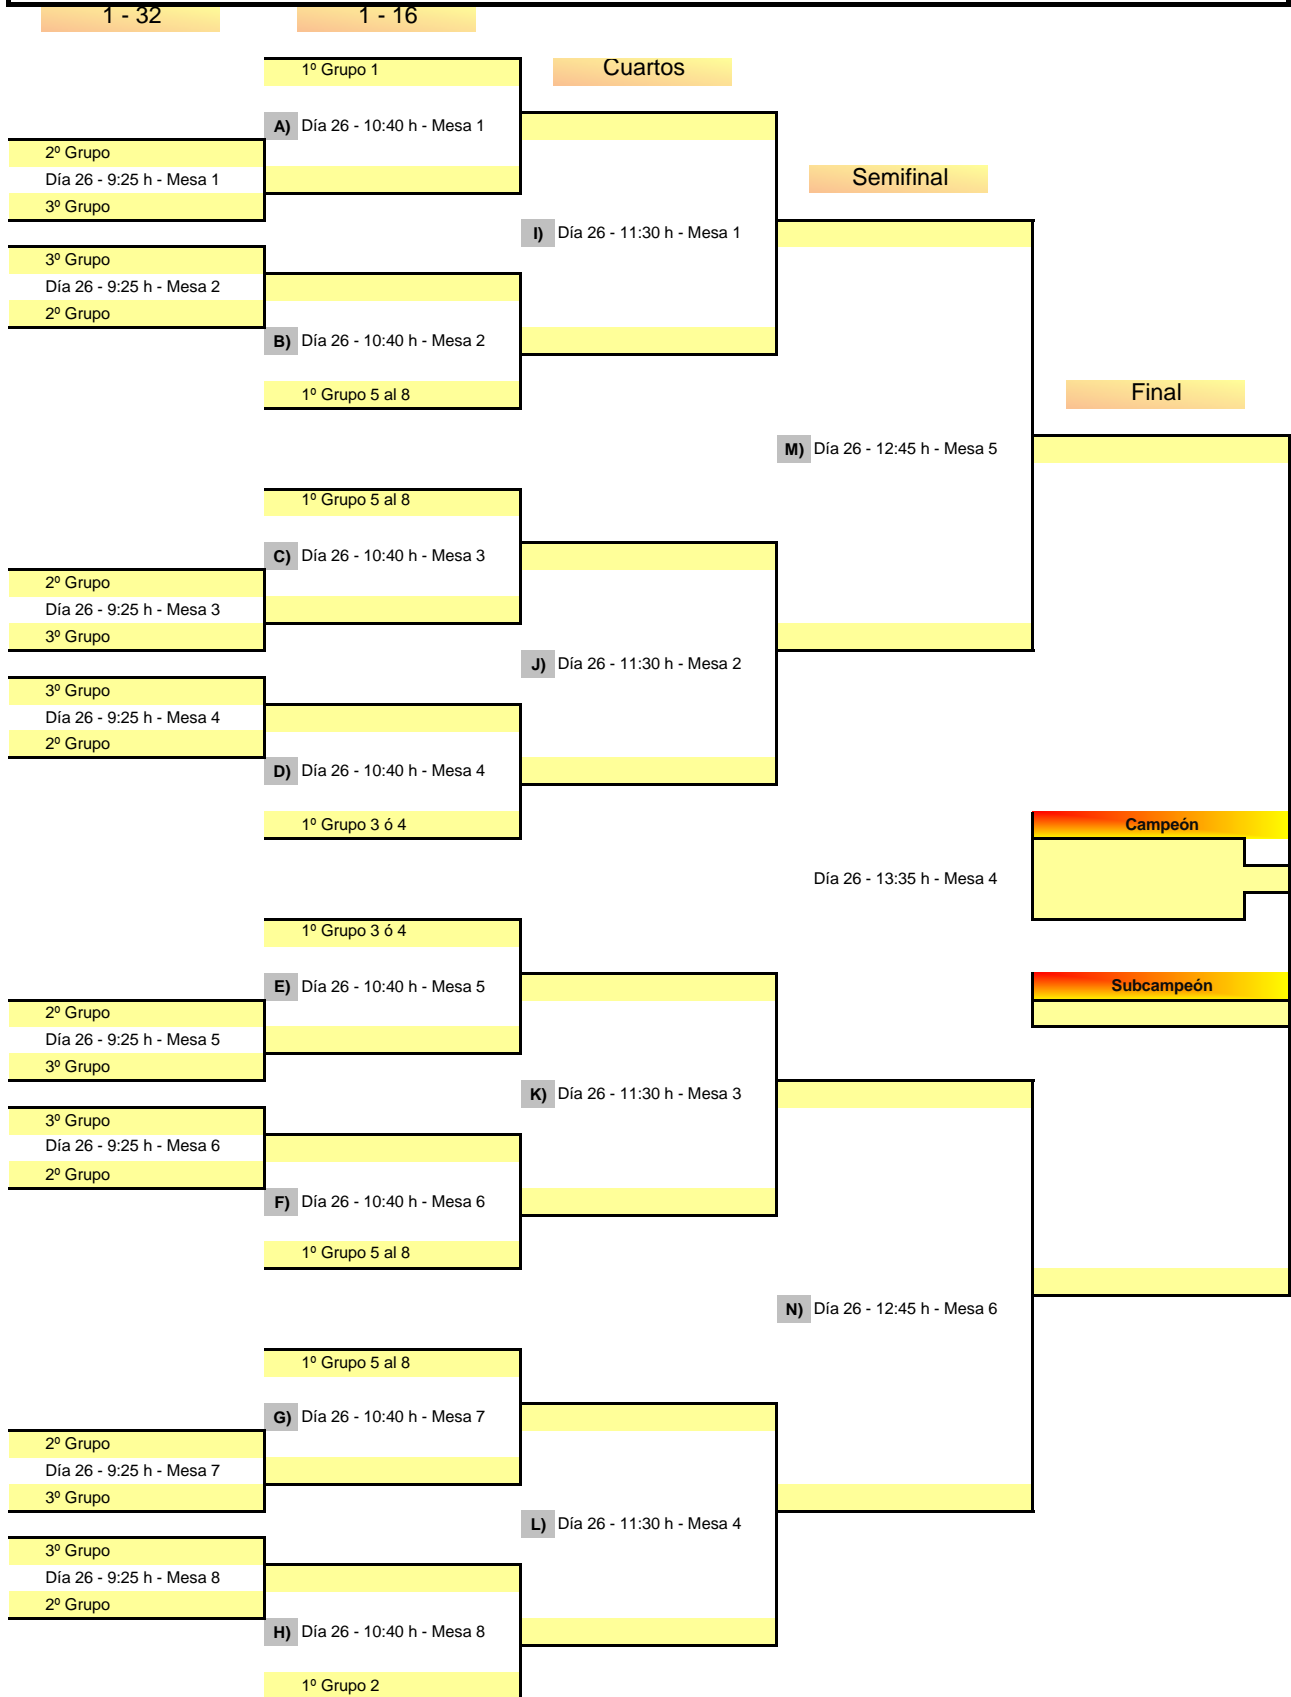 1 - 32
1 - 16
1º Grupo 1
Cuartos
A) Día 26 - 10:40 h - Mesa 1
2º Grupo
Día 26 - 9:25 h - Mesa 1
3º Grupo
Semifinal
I) Día 26 - 11:30 h - Mesa 1
3º Grupo
Día 26 - 9:25 h - Mesa 2
2º Grupo
B) Día 26 - 10:40 h - Mesa 2
1º Grupo 5 al 8
Final
M) Día 26 - 12:45 h - Mesa 5
1º Grupo 5 al 8
C) Día 26 - 10:40 h - Mesa 3
2º Grupo
Día 26 - 9:25 h - Mesa 3
3º Grupo
J) Día 26 - 11:30 h - Mesa 2
3º Grupo
Día 26 - 9:25 h - Mesa 4
2º Grupo
D) Día 26 - 10:40 h - Mesa 4
1º Grupo 3 ó 4
Campeón
Día 26 - 13:35 h - Mesa 4
1º Grupo 3 ó 4
E) Día 26 - 10:40 h - Mesa 5
Subcampeón
2º Grupo
Día 26 - 9:25 h - Mesa 5
3º Grupo
K) Día 26 - 11:30 h - Mesa 3
3º Grupo
Día 26 - 9:25 h - Mesa 6
2º Grupo
F) Día 26 - 10:40 h - Mesa 6
1º Grupo 5 al 8
N) Día 26 - 12:45 h - Mesa 6
1º Grupo 5 al 8
G) Día 26 - 10:40 h - Mesa 7
2º Grupo
Día 26 - 9:25 h - Mesa 7
3º Grupo
L) Día 26 - 11:30 h - Mesa 4
3º Grupo
Día 26 - 9:25 h - Mesa 8
2º Grupo
H) Día 26 - 10:40 h - Mesa 8
1º Grupo 2